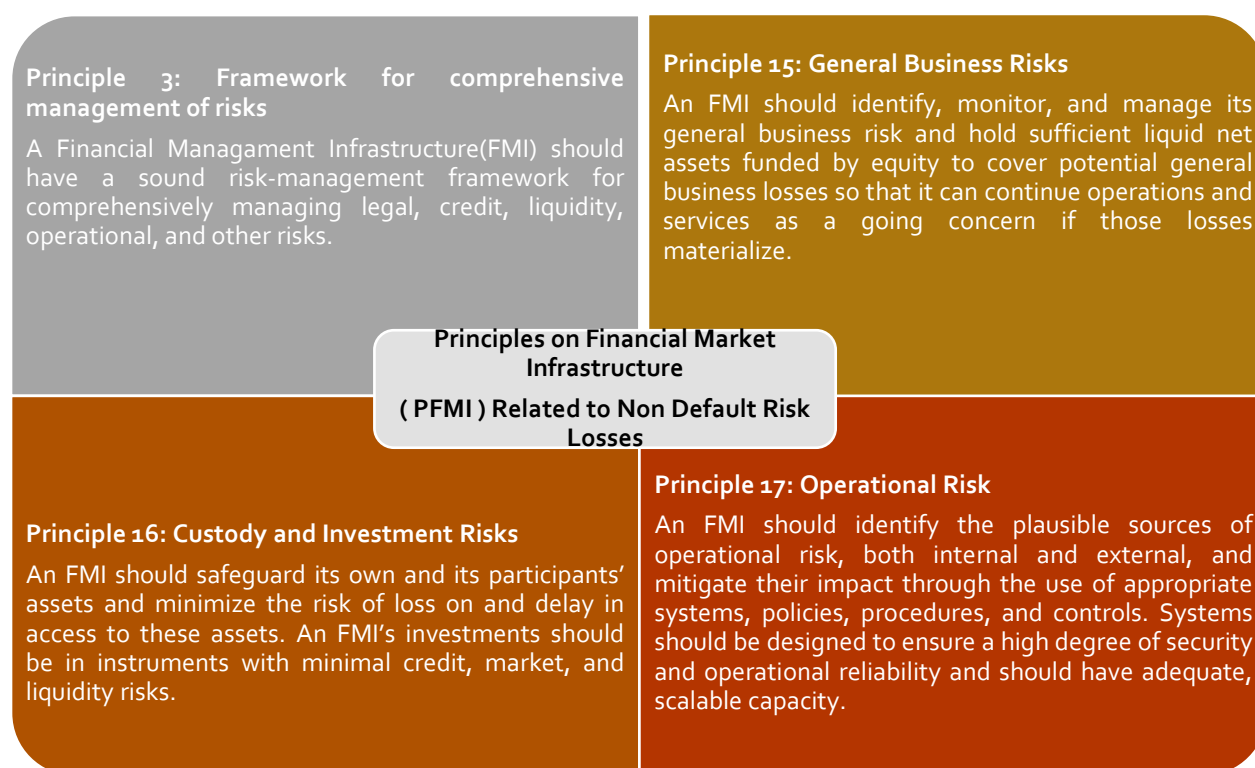 Principle 3: Framework for comprehensive
management of risks
A Financial Managament Infrastructure(FMI) should
have a sound risk-management framework for
comprehensively managing legal, credit, liquidity,
operational, and other risks.
Principle 15: General Business Risks
An FMI should identify, monitor, and manage its
general business risk and hold sufficient liquid net
assets funded by equity to cover potential general
business losses so that it can continue operations and
services as a going concern if those losses
materialize.
Principles on Financial Market
Infrastructure
( PFMI ) Related to Non Default Risk
Losses
Principle 16: Custody and Investment Risks
An FMI should safeguard its own and its participants’
assets and minimize the risk of loss on and delay in
access to these assets. An FMI’s investments should
be in instruments with minimal credit, market, and
liquidity risks.
Principle 17: Operational Risk
An FMI should identify the plausible sources of
operational risk, both internal and external, and
mitigate their impact through the use of appropriate
systems, policies, procedures, and controls. Systems
should be designed to ensure a high degree of security
and operational reliability and should have adequate,
scalable capacity.